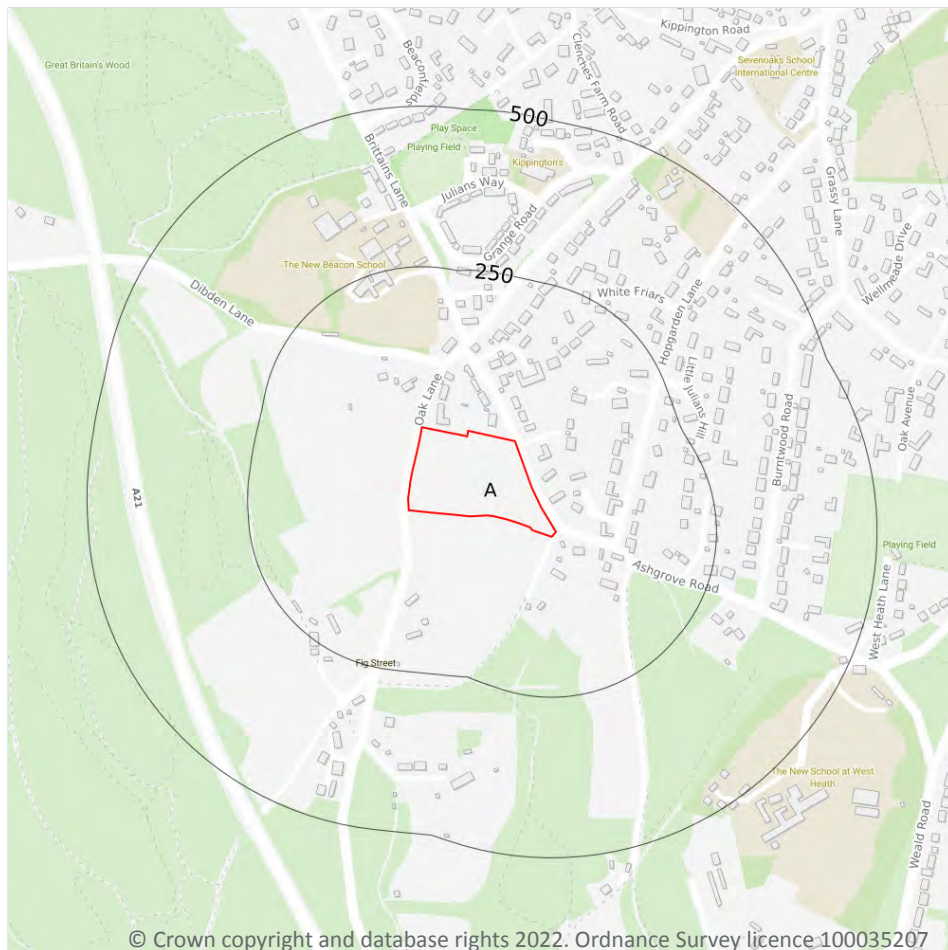 Kippington Road
Great Britain's Wood
Beaconfields
Clenches Farm Road
Sevenoaks School
International Centre
500
Play Space
Playing Field
Brittains Lane
Kippington's
Julians Way
Grassy Lane
Grange Road
Wellmeade Drive
The New Beacon School
250
White Friars
Dibden Lane
Hopgarden Lane
Oak Lane
Little Julians Hill
Burntwood Road
Oak Avenue
A
A21
Playing Field
Ashgrove Road
West Heath Lane
Fig Street
The New School at West
Heath
Weald Road
© Crown copyright and database rights 2022. Ordnance Survey licence 100035207